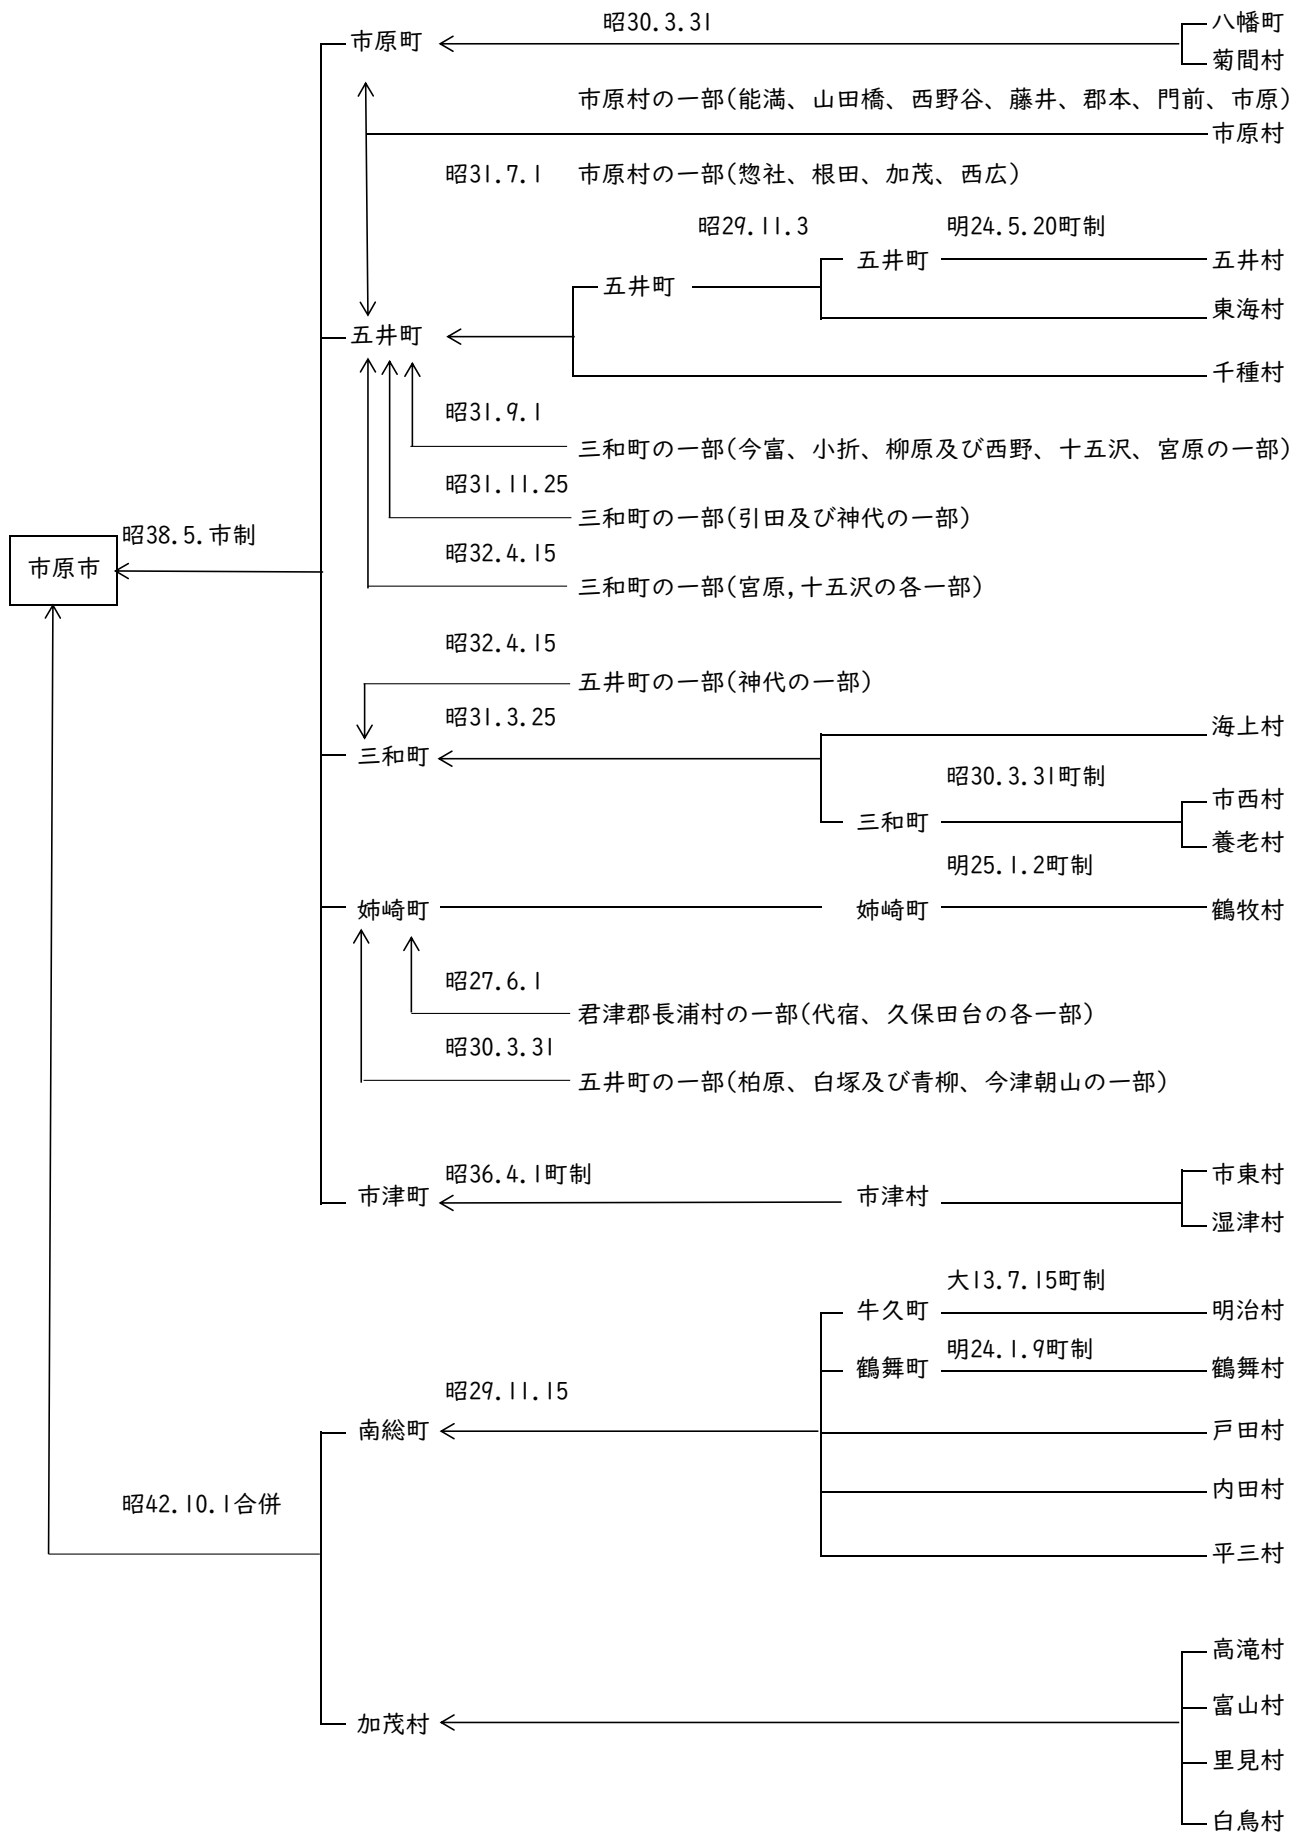 昭30.3.31
八幡町
市原町
菊間村
市原村の一部(能満、山田橋、西野谷、藤井、郡本、門前、市原)
市原村
昭31.7.1 市原村の一部(惣社、根田、加茂、西広)
昭29.11.3 明24.5.20町制
五井町 五井村
五井町
東海村
五井町
千種村
昭31.9.1
三和町の一部(今富、小折、柳原及び西野、十五沢、宮原の一部)
昭31.11.25
三和町の一部(引田及び神代の一部)
昭38.5.市制
昭32.4.15
市原市
三和町の一部(宮原,十五沢の各一部)
昭32.4.15
五井町の一部(神代の一部)
昭31.3.25
海上村
三和町
昭30.3.31町制
市西村
三和町
養老村
明25.1.2町制
姉崎町 姉崎町 鶴牧村
昭27.6.1
君津郡長浦村の一部(代宿、久保田台の各一部)
昭30.3.31
五井町の一部(柏原、白塚及び青柳、今津朝山の一部)
昭36.4.1町制
市東村
市津町 市津村
湿津村
大13.7.15町制
牛久町 明治村
明24.1.9町制
鶴舞町 鶴舞村
昭29.11.15
南総町 戸田村
内田村
昭42.10.1合併
平三村
高滝村
富山村
加茂村
里見村
白鳥村